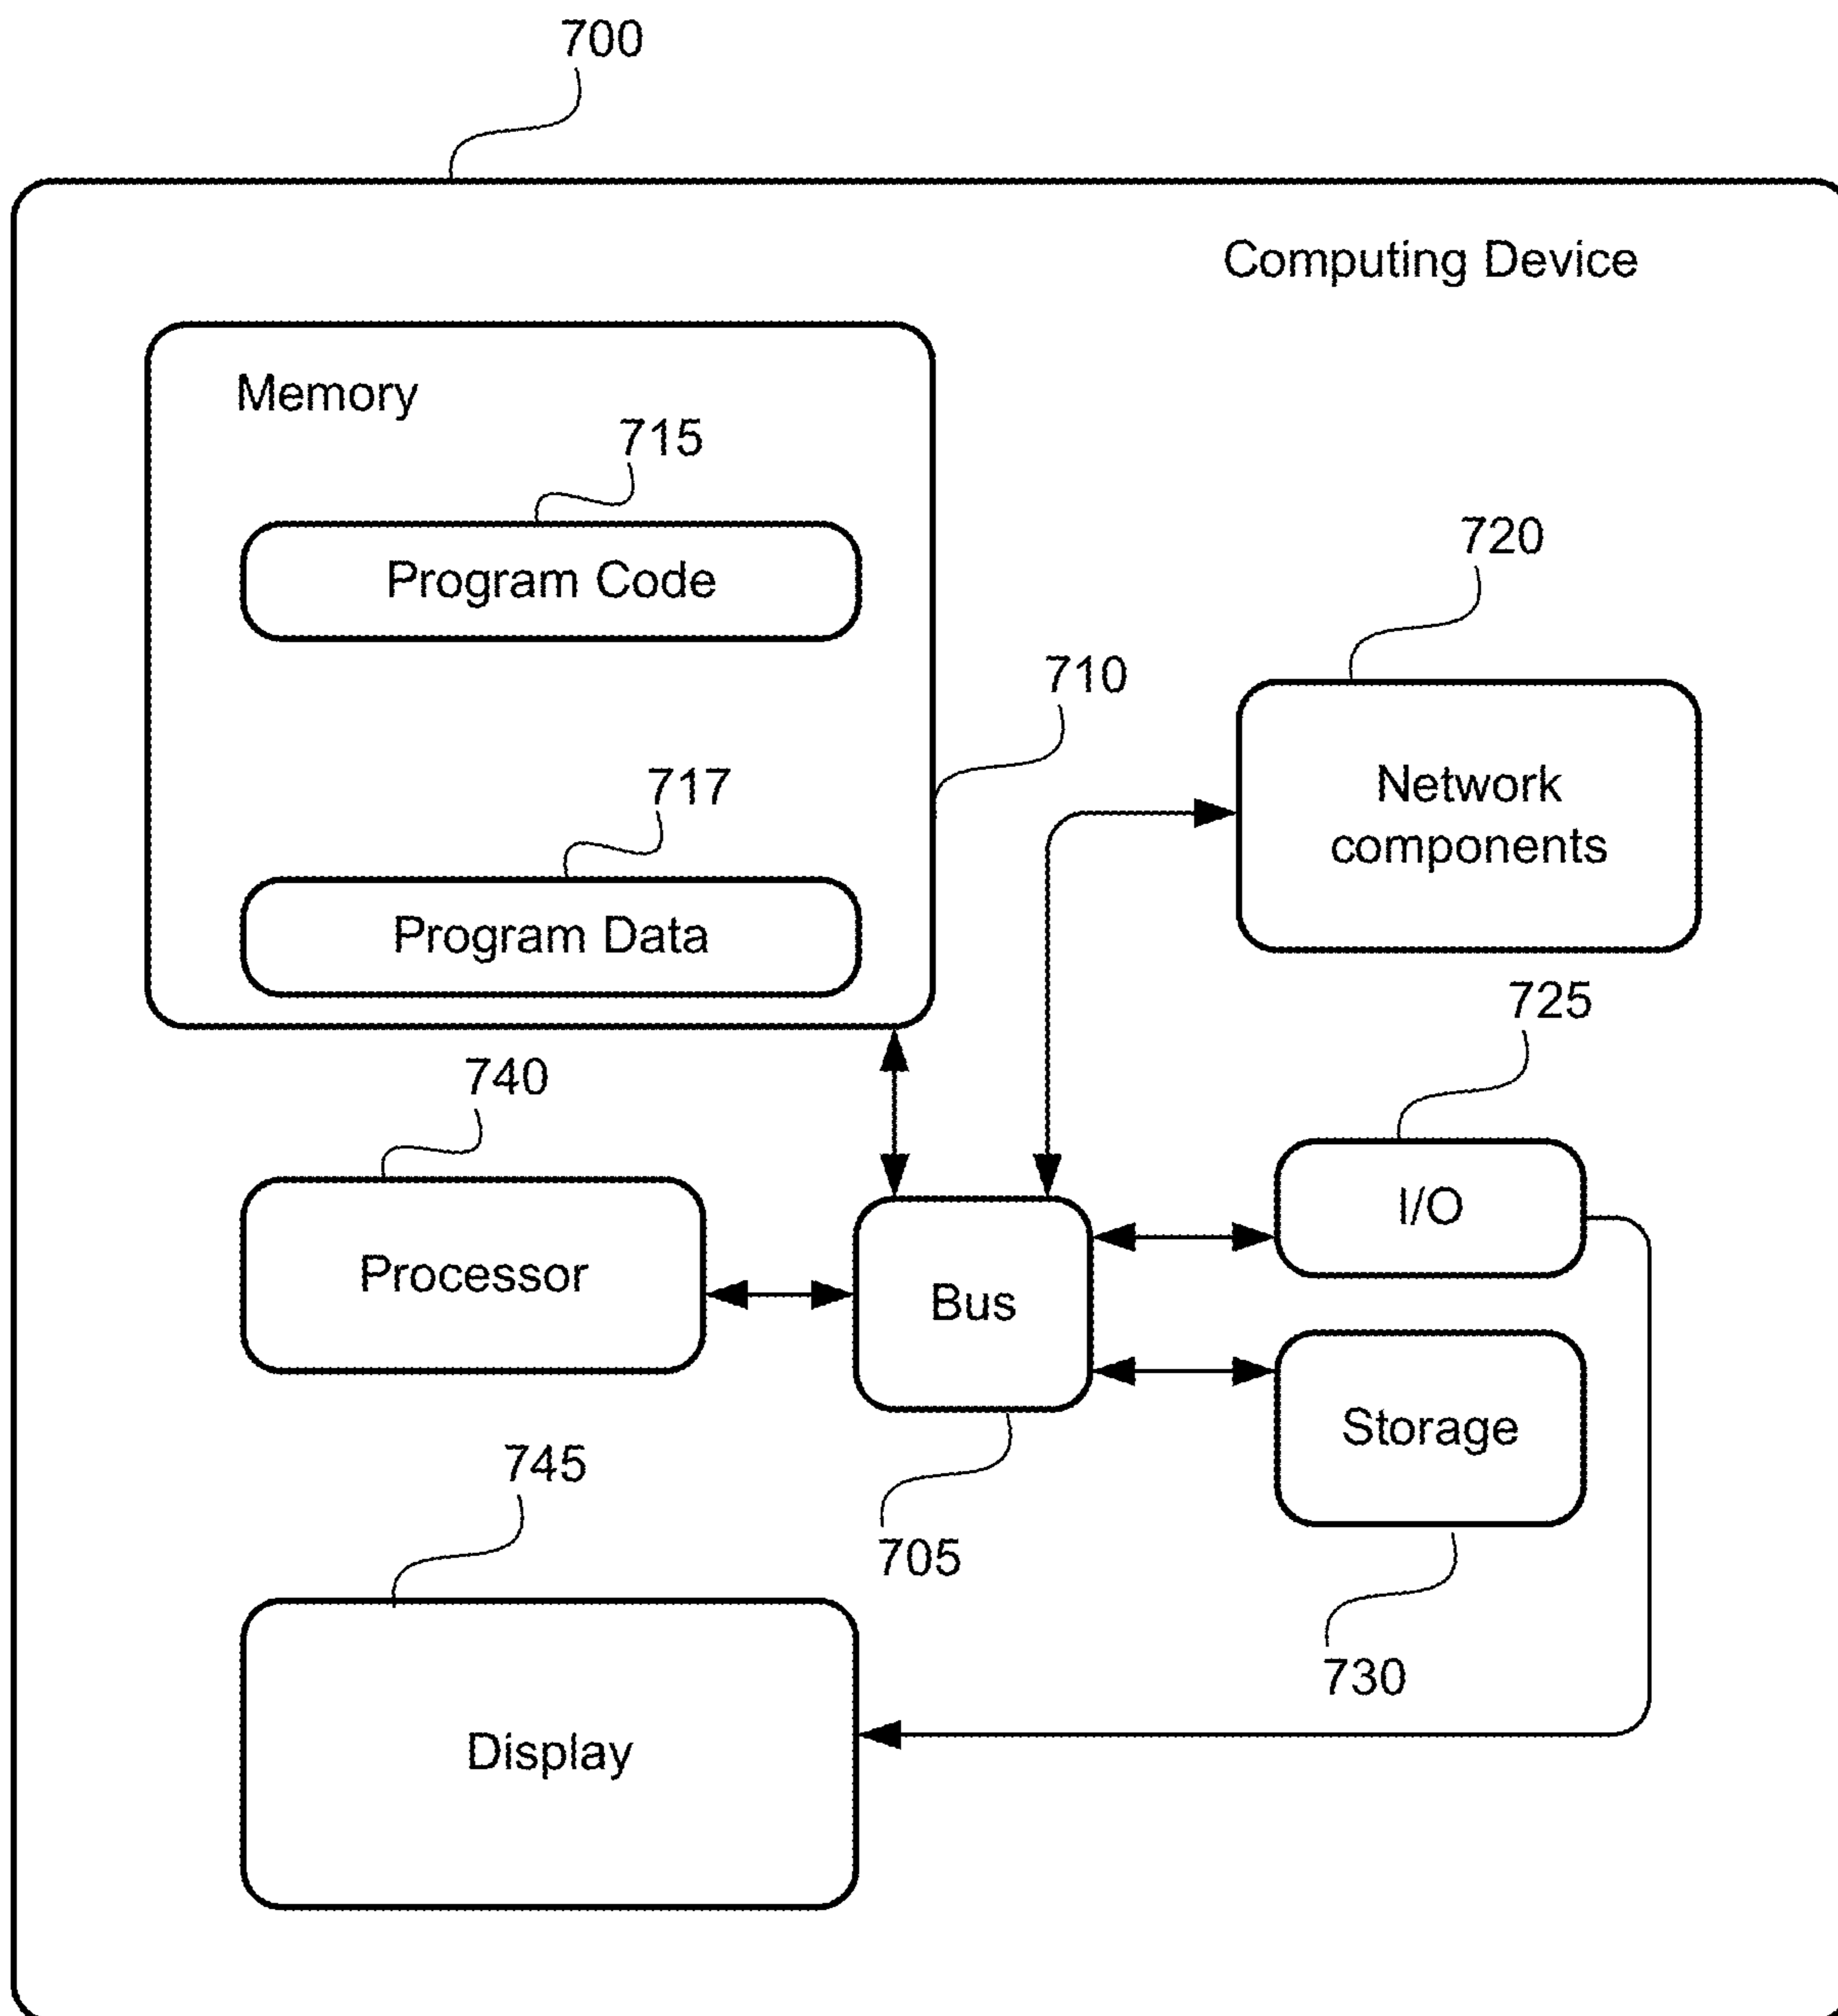 700
Computing Device
Memory
715
Program Code
710
717
Program Data
720
Network
components
725
I/O
740
Processor
Bus
705
Storage
730
745
Display